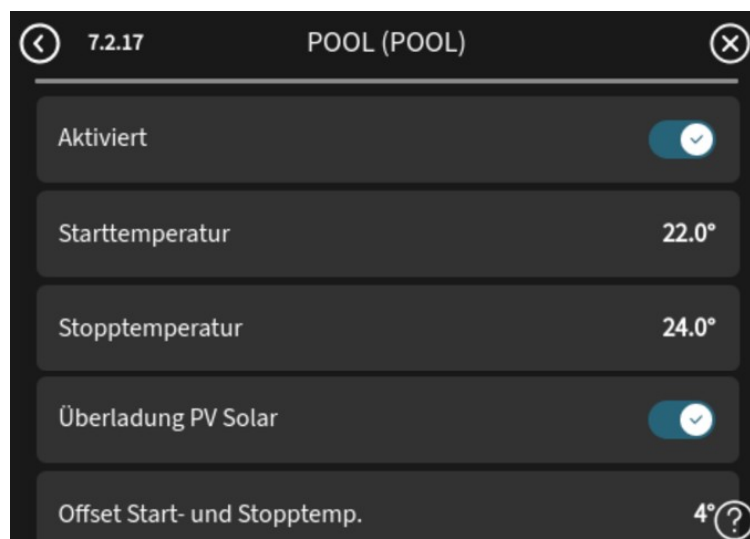 7.2.17 POOL (POOL)
Aktiviert
Starttemperatur 22.0°
Stopptemperatur 24.0°
Überladung PV Solar
Offset Start- und Stopptemp. 4° ?